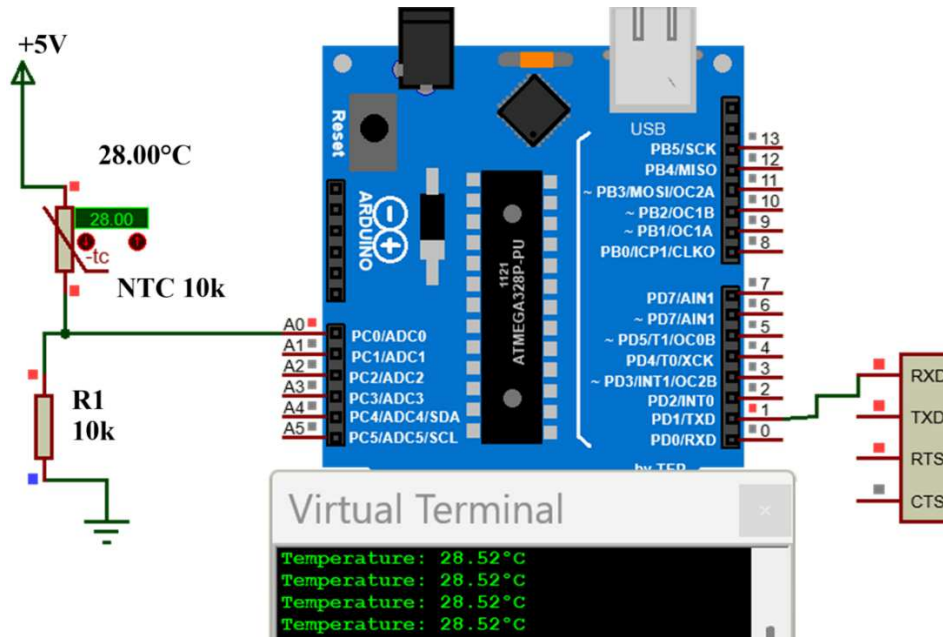 +5V
28.00°C
28.00
-tc
NTC 10k
R1
10k
Reset
ARDUINO
1121
ATMEGA328P-PU
USB
A0
A1
A2
A3
A4
A5
PC0/ADC0
PC1/ADC1
PC2/ADC2
PC3/ADC3
PC4/ADC4/SDA
PC5/ADC5/SCL
PB5/SCK 13
PB4/MISO 12
~ PB3/MOSI/OC2A 11
~ PB2/OC1B 10
~ PB1/OC1A 9
PB0/ICP1/CLKO 8
PD7/AIN1 7
~ PD7/AIN1 6
~ PD5/T1/OC0B 5
PD4/T0/XCK 4
~ PD3/INT1/OC2B 3
PD2/INT0 2
PD1/TXD 1
PD0/RXD 0
RXD
TXD
RTS
CTS
Virtual Terminal
Temperature: 28.52°C
Temperature: 28.52°C
Temperature: 28.52°C
Temperature: 28.52°C